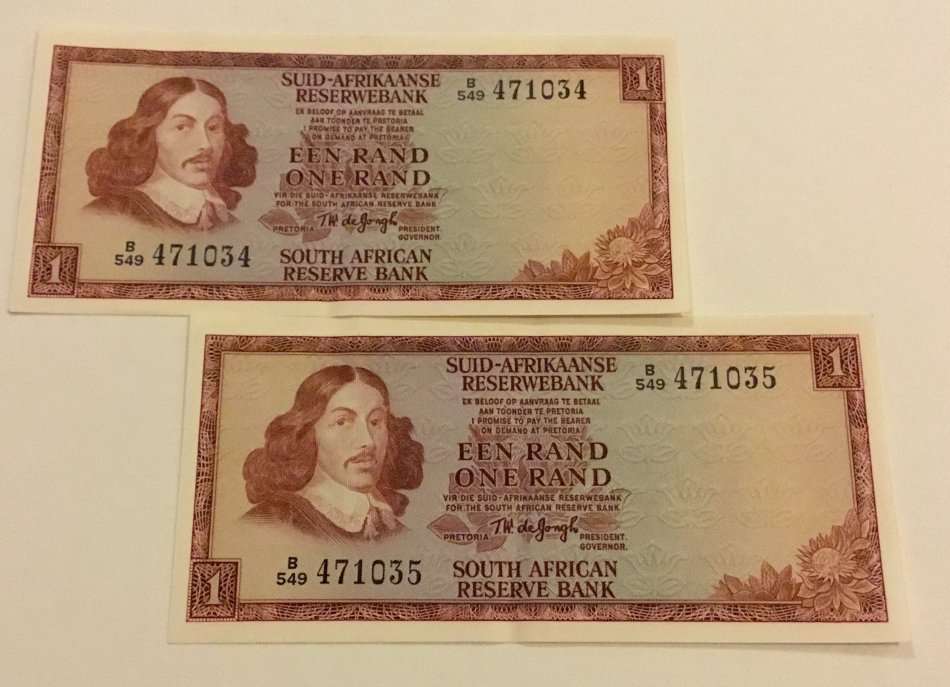 1
SUID-AFRIKAANSE
RESERWEBANK
B/549 471034
EK BELOOF OP AANVRAAG TE BETAAL
AAN TOONDER TE PRETORIA
I PROMISE TO PAY THE BEARER
ON DEMAND AT PRETORIA
EEN RAND
ONE RAND
VIR DIE SUID-AFRIKAANSE RESERWEBANK
FOR THE SOUTH AFRICAN RESERVE BANK
T.W. de Jongh
PRETORIA PRESIDENT.
GOVERNOR.
B/549 471034
SOUTH AFRICAN
RESERVE BANK
1
1
SUID-AFRIKAANSE
RESERWEBANK
B/549 471035
EK BELOOF OP AANVRAAG TE BETAAL
AAN TOONDER TE PRETORIA
I PROMISE TO PAY THE BEARER
ON DEMAND AT PRETORIA
EEN RAND
ONE RAND
VIR DIE SUID-AFRIKAANSE RESERWEBANK
FOR THE SOUTH AFRICAN RESERVE BANK
T.W. de Jongh
PRETORIA PRESIDENT.
GOVERNOR.
B/549 471035
SOUTH AFRICAN
RESERVE BANK
1